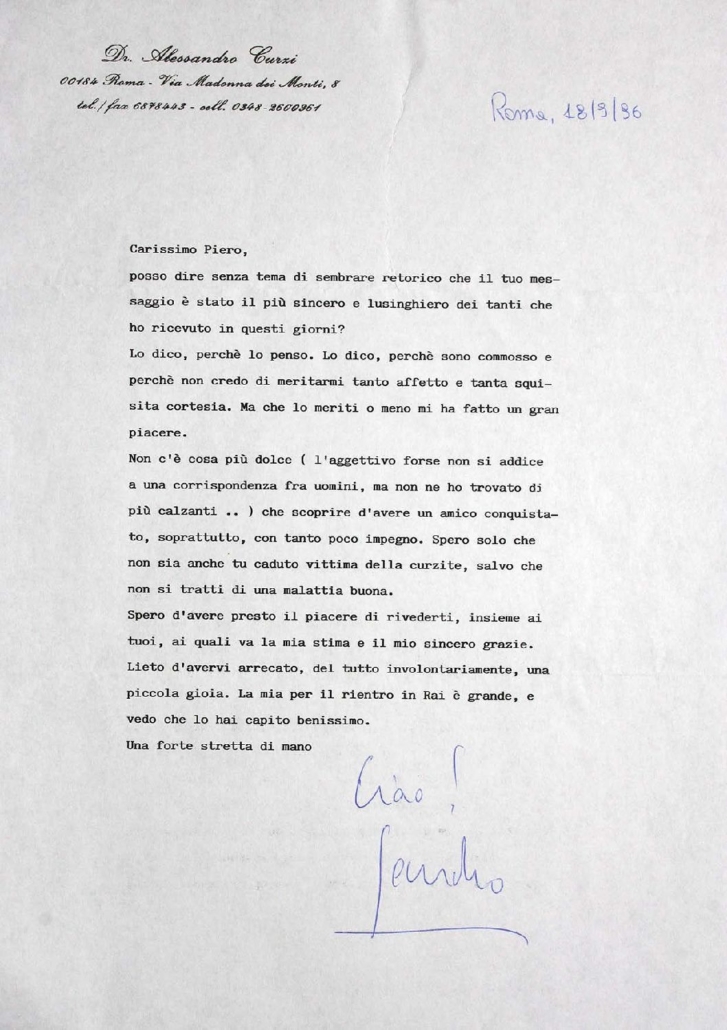 Dr. Alessandro Curzi
00184 Roma - Via Madonna dei Monti, 8
tel./fax 6878443 - cell. 0348-2600961
Roma, 18/9/96
Carissimo Piero,
posso dire senza tema di sembrare retorico che il tuo mes-
saggio è stato il più sincero e lusinghiero dei tanti che
ho ricevuto in questi giorni?
Lo dico, perchè lo penso. Lo dico, perchè sono commosso e
perchè non credo di meritarmi tanto affetto e tanta squi-
sita cortesia. Ma che lo meriti o meno mi ha fatto un gran
piacere.
Non c'è cosa più dolce ( l'aggettivo forse non si addice
a una corrispondenza fra uomini, ma non ne ho trovato di
più calzanti .. ) che scoprire d'avere un amico conquista-
to, soprattutto, con tanto poco impegno. Spero solo che
non sia anche tu caduto vittima della curzite, salvo che
non si tratti di una malattia buona.
Spero d'avere presto il piacere di rivederti, insieme ai
tuoi, ai quali va la mia stima e il mio sincero grazie.
Lieto d'avervi arrecato, del tutto involontariamente, una
piccola gioia. La mia per il rientro in Rai è grande, e
vedo che lo hai capito benissimo.
Una forte stretta di mano
Ciao!
Sandro